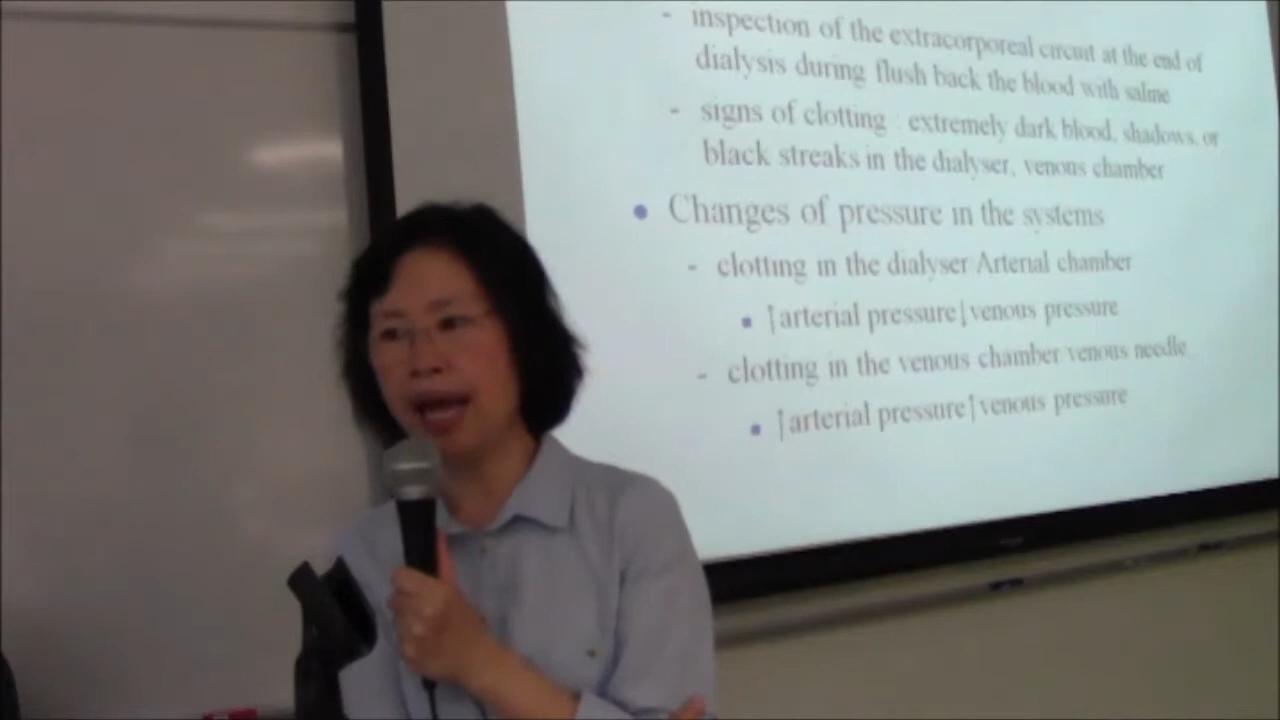 - inspection of the extracorporeal circuit at the end of
dialysis during flush back the blood with saline
- signs of clotting : extremely dark blood, shadows, or
black streaks in the dialyser, venous chamber
• Changes of pressure in the systems
- clotting in the dialyser Arterial chamber
▪ ↑arterial pressure↓venous pressure
- clotting in the venous chamber venous needle
▪ ↑arterial pressure↑venous pressure